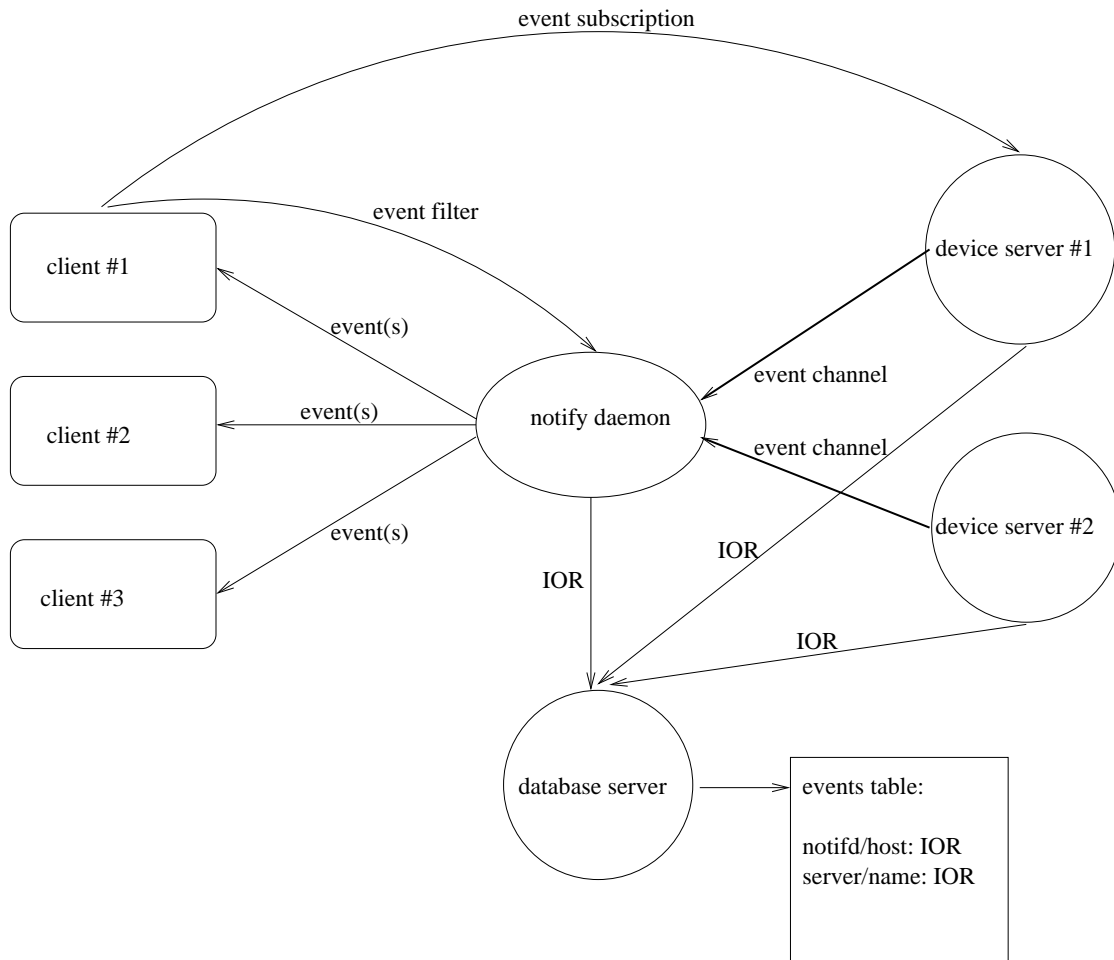 event subscription
event filter
client #1
device server #1
event(s)
event channel
client #2
event(s)
notify daemon
event channel
event(s)
device server #2
IOR
IOR
client #3
IOR
database server
events table:
notifd/host: IOR
server/name: IOR